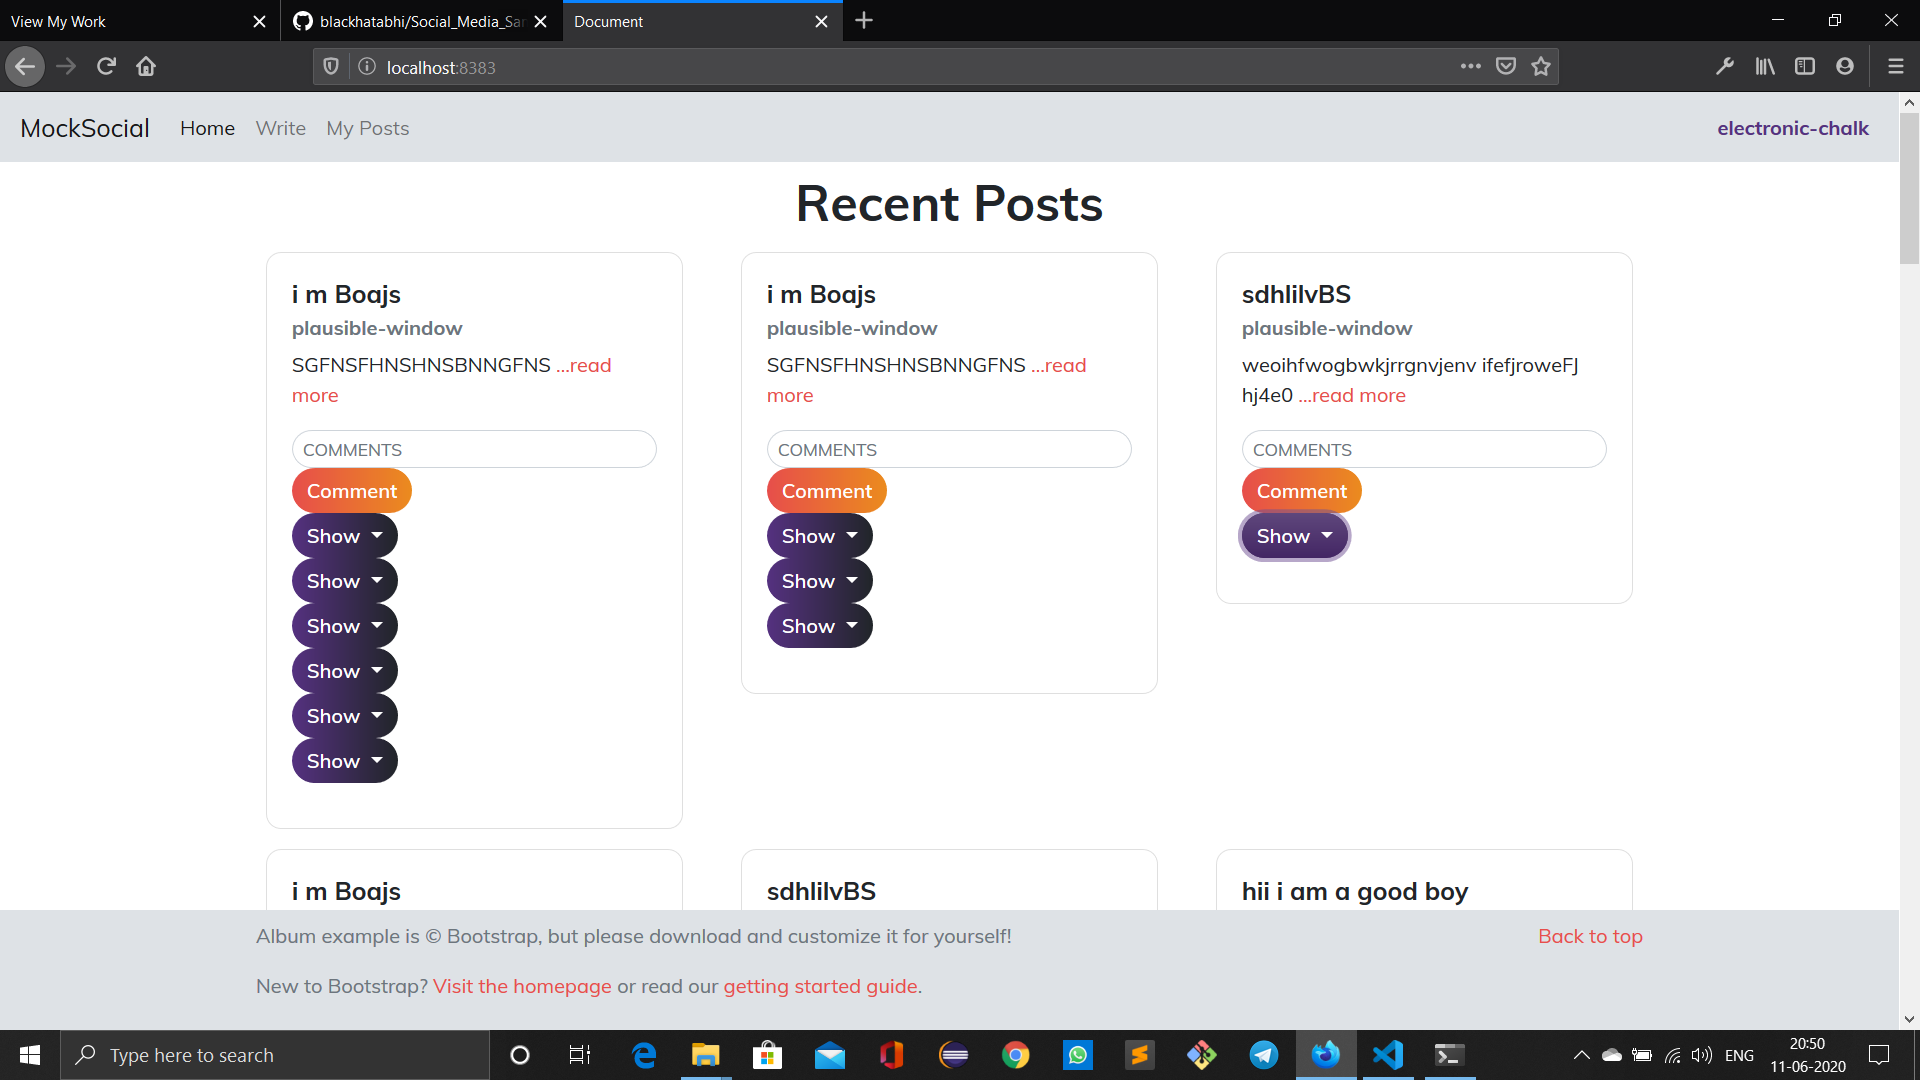 View My Work
blackhatabhi/Social_Media_Sar
Document
localhost:8383
MockSocial Home Write My Posts electronic-chalk
Recent Posts
i m Boajs
plausible-window
SGFNSFHNSHNSBNNGFNS ...read
more
COMMENTS
Comment
Show
Show
Show
Show
Show
Show
i m Boajs
plausible-window
SGFNSFHNSHNSBNNGFNS ...read
more
COMMENTS
Comment
Show
Show
Show
sdhlilvBS
plausible-window
weoihfwogbwkjrrgnvjenv ifefjroweFJ
hj4e0 ...read more
COMMENTS
Comment
Show
i m Boajs
sdhlilvBS
hii i am a good boy
Album example is © Bootstrap, but please download and customize it for yourself!
Back to top
New to Bootstrap? Visit the homepage or read our getting started guide.
Type here to search
ENG
20:50
11-06-2020